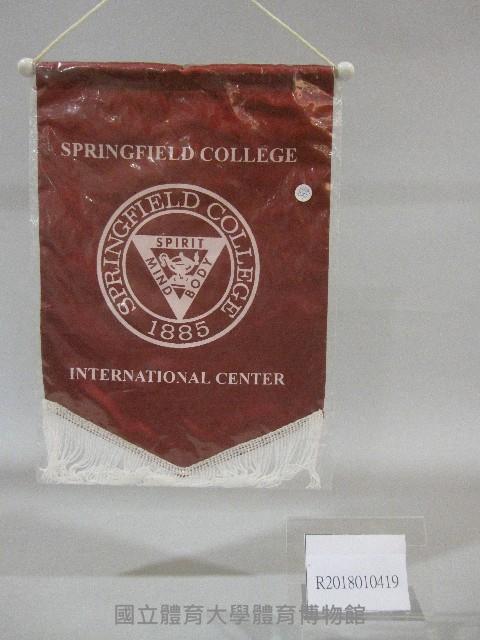 SPRINGFIELD COLLEGE
SPRINGFIELD COLLEGE
SPIRIT
MIND
BODY
1885
INTERNATIONAL CENTER
R2018010419
國立體育大學體育博物館